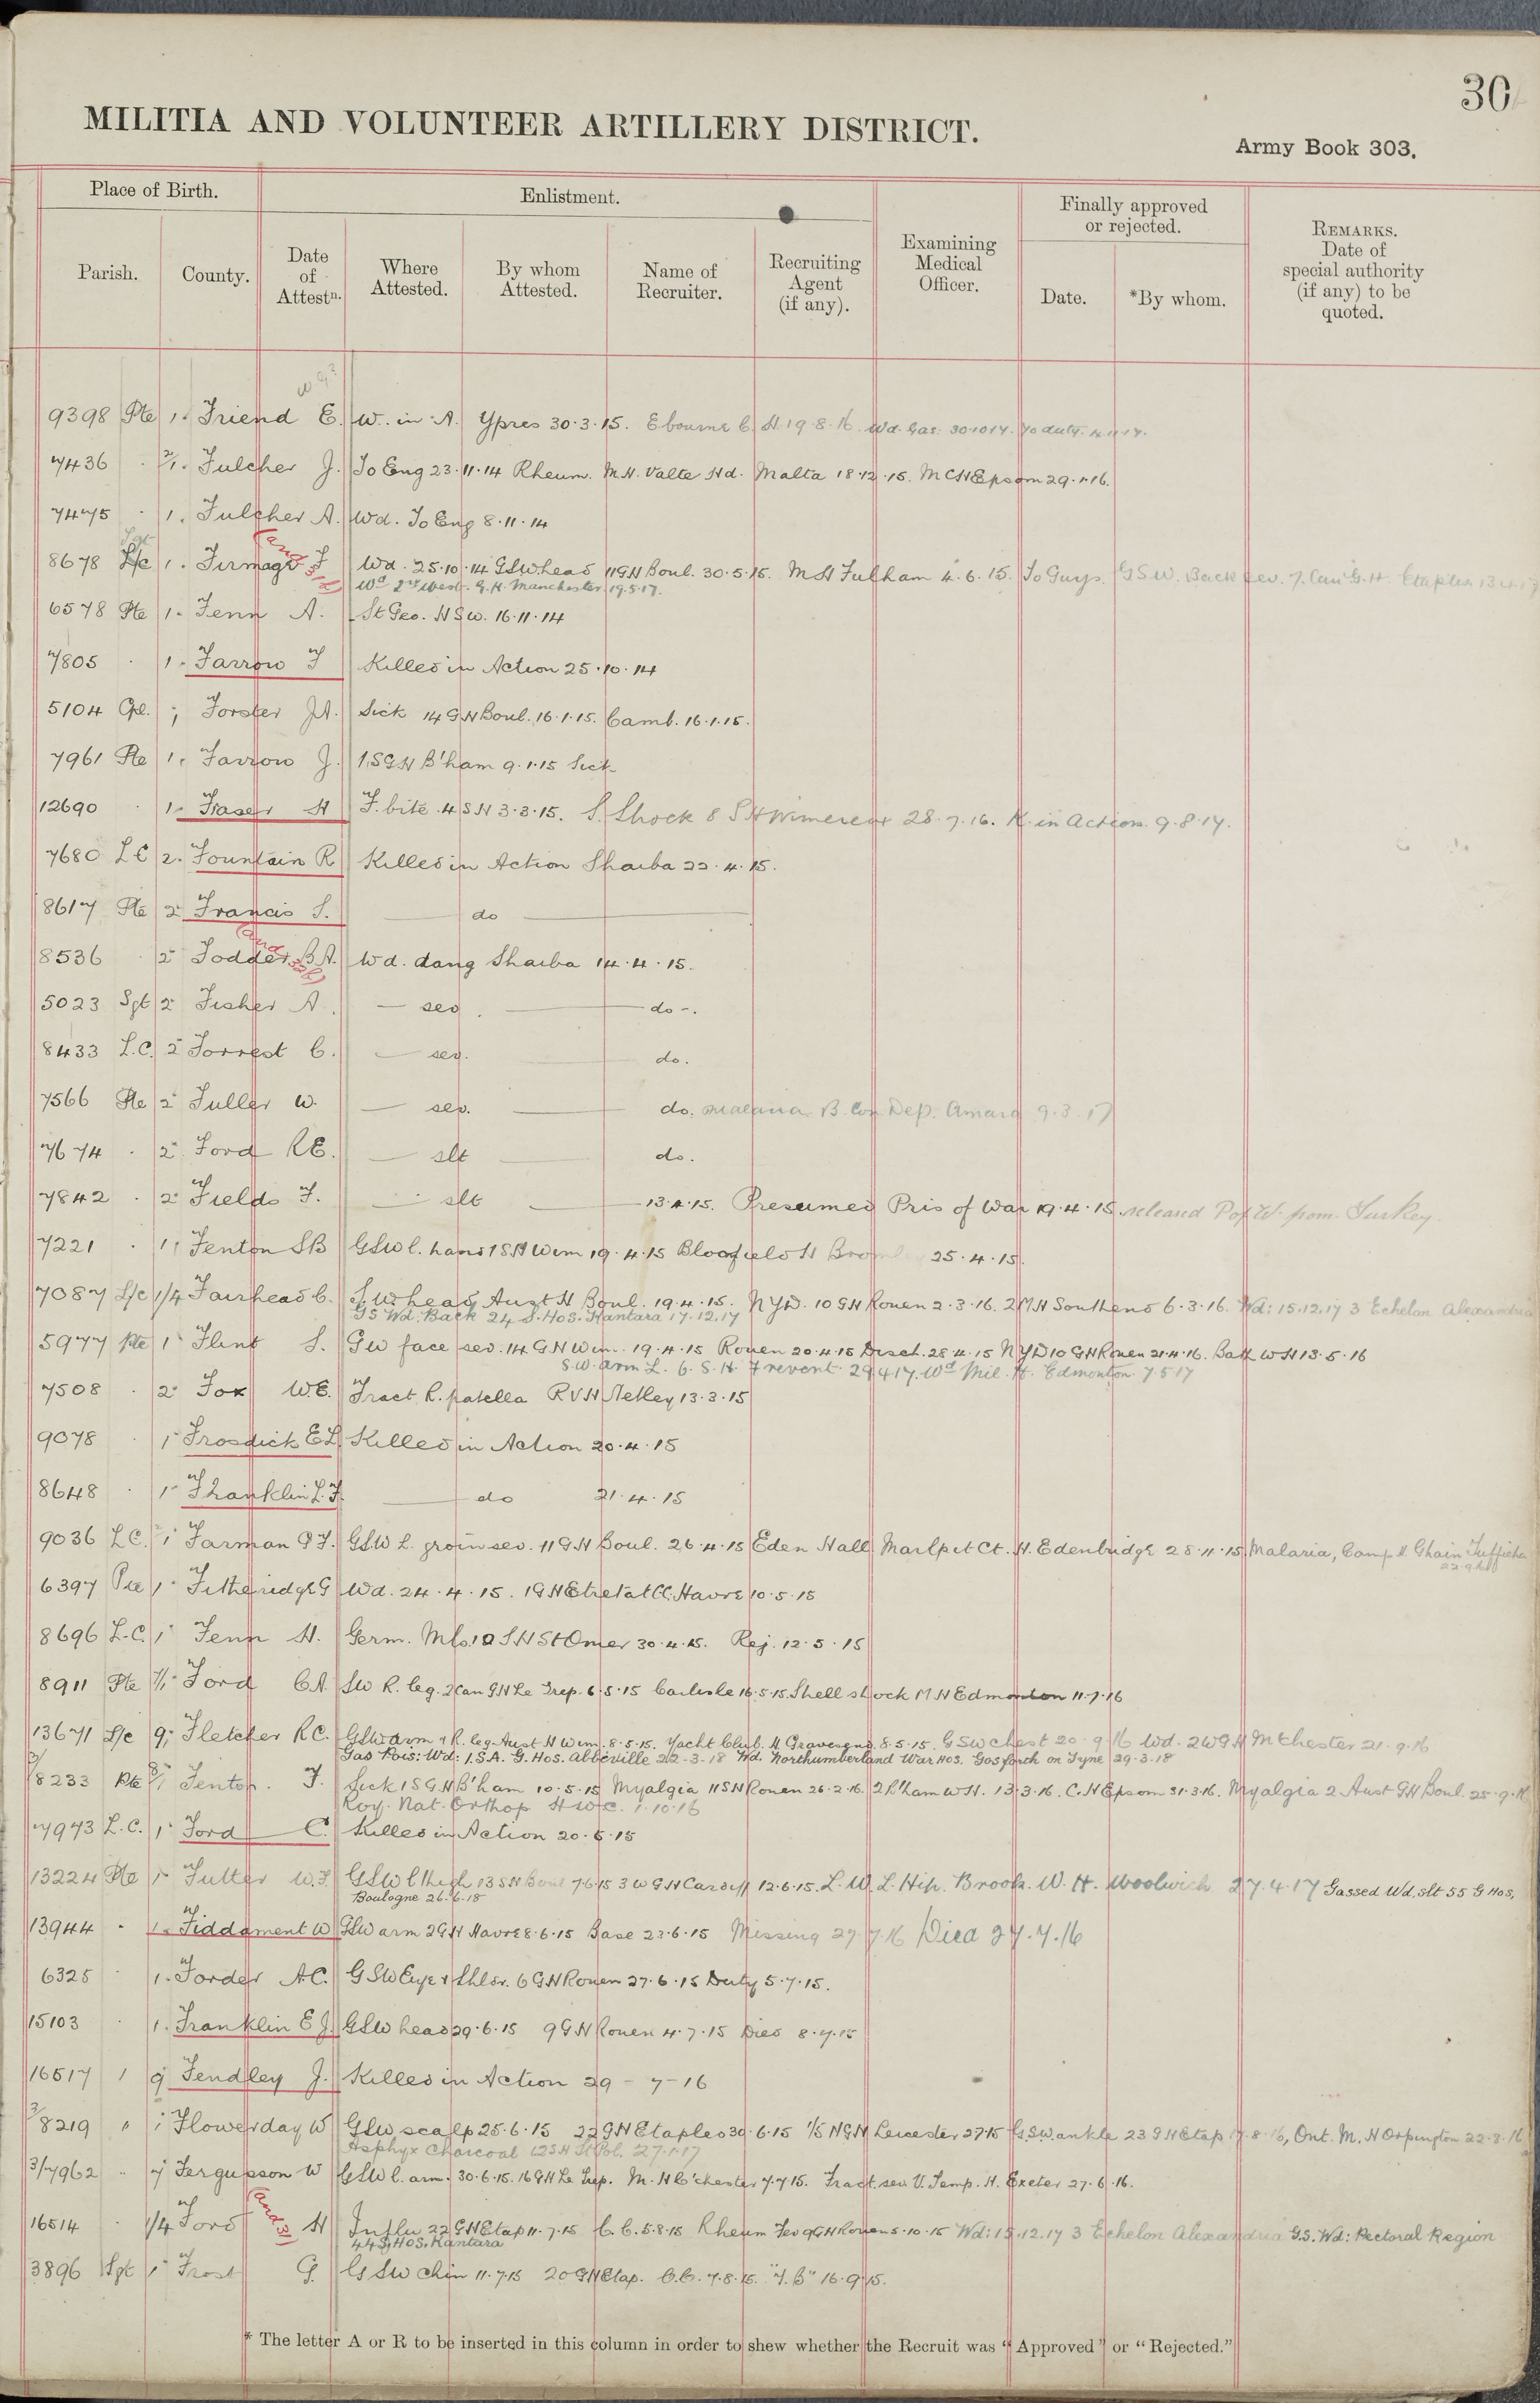 30
MILITIA AND VOLUNTEER ARTILLERY DISTRICT.
Army Book 303.
Place of Birth.
Enlistment.
Finally approved
or rejected.
Parish.
County.
Date
of
Attestn.
Where
Attested.
By whom
Attested.
Name of
Recruiter.
Recruiting
Agent
(if any).
Examining
Medical
Officer.
Date.
*By whom.
REMARKS.
Date of
special authority
(if any) to be
quoted.
9398 Pte 1. Friend E. W. in A. Ypres 30.3.15. Ebourne C. H. 19.8.16. Wd. Gas. 30.10.17. To duty. 4.11.17.
7436 . 2/1. Fulcher J. To Eng 23.11.14 Rheum. M.H. Valte Hd. Malta 18.12.15. MCH Epsom 29.1.16.
7475 . 1. Fulcher A. Wd. To Eng 8.11.14
Sgt
8678 L/c 1. Firmage F Wd. 25.10.14 GSW head 11GH Boul. 30.5.15. MH Fulham 4.6.15. To Guys. GSW. Back sev. 7. Can G.H. Etaples 13.4.17
(and 31a)
Wd 2nd West. G.H. Manchester 19.5.17.
6578 Pte 1. Fenn A. St Geo. HSW. 16.11.14
7805 . 1. Farrow F Killed in Action 25.10.14
5104 Cpl. 1 Forster JA. Sick 14GH Boul. 16.1.15. Camb. 16.1.15.
7961 Pte 1. Farrow J. 1SGH B'ham 9.1.15 Sick
12690 . 1. Fraser H F.bite 4SH 3.3.15. S. Shock 8 SH Wimereux 28.7.16. K. in Action. 9.8.17.
7680 LC 2. Fountain R Killed in Action Shaiba 22.4.15.
8617 Pte 2 Francis S. do
8536 . 2 Fodder BA. Wd. dang Shaiba 14.4.15.
5023 Sgt 2 Fisher A. sev. do.
8433 L.C. 2 Forrest C. sev. do.
7566 Pte 2 Fuller W. sev. do. Malaria B. Con Dep. Amara 9.3.17
7674 . 2 Ford RE. slt do.
7842 . 2 Fields F. slt 13.4.15. Presumed Pris of War 19.4.15. released P of W. from Turkey.
7221 . 1 Fenton SB GSW l. hand 1SH Wim 19.4.15 Bloofields H Bromley 25.4.15.
7087 L/c 1/4 Fairhead C. S.W. head Aust H Boul. 19.4.15. NYD. 10GH Rouen 2.3.16. 2MH Southend 6.3.16. Wd: 15.12.17 3 Echelon Alexandria
GS Wd: Back 24 S. Hos. Kantara 17.12.17
5977 Pte 1 Flint S. GW face sev. 14GH Wim. 19.4.15 Rouen 20.4.15 Disch. 28.4.15 NYD 10GH Rouen 21.4.16. Bath WH 13.5.16
S.W. arm L. 6. S.H. Frevent 29.4.17. Wd Mil. H. Edmonton. 7.5.17
7508 . 2 Fox W.E. Fract R. patella RVH Netley 13.3.15
9078 . 1 Frosdick EL Killed in Action 20.4.15
8648 . 1 Franklin L.F. do 21.4.15
9036 L.C. 1 Farman GF. GSW L. groin sev. 11GH Boul. 26.4.15 Eden Hall Marlpit Ct. H. Edenbridge 28.4.15 Malaria, Camp H. Ghain Tuffieha
6397 Pte 1 Fitheridge G Wd. 24.4.15. 1GH Etretat CC. Havre 10.5.15
8696 L.C. 1 Fenn H. Germ. Mls. 10SH St Omer 30.4.15. Rej. 12.5.15
8911 Pte 7/1 Ford CA. SW R. leg. 2Can GH Le Trep. 6.5.15 Carlisle 16.5.15. Shell shock MH Edmonton 11.7.16
13671 L/c 9 Fletcher RC. GSW arm & R. leg. Aust H Wim. 8.5.15. Yacht Club. H Gravesend 8.5.15. GSW chest 20.9.16 Wd. 2WGH Mchester 21.9.16
Gas Pois: Wd: 1.S.A. G. Hos. Abbeville 22-3-18 Wd. Northumberland War Hos. Gosforth on Tyne 29-3-18
3/8233 Pte 8/1 Fenton. F. Sick 1SGH B'ham 10.5.15 Myalgia 11SH Rouen 26.2.16. 2B'ham WH. 13.3.16. C.H Epsom 31.3.16. Myalgia 2 Aust GH Boul. 25.9.16
Roy. Nat. Orthop H W.C. 1.10.16
7973 L.C. 1 Ford C. Killed in Action 20.5.15
13224 Pte 1 Futter W.F. GSW l thigh 13SH Boul 7.6.15 3WGH Cardiff 12.6.15. L.W. L. Hip. Brook. W.H. Woolwich 27.4.17 Gassed Wd, slt 55 G Hos,
Boulogne 26.6.18
13944 . 1. Fiddament W GSW arm 2GH Havre 8.6.15 Base 23.6.15 Missing 27.7.16 Died 27.7.16
6325 . 1. Forder A.C. GSW Eye & Shldr. 6GH Rouen 27.6.15 Duty 5.7.15.
15103 . 1. Franklin EJ. GSW head 29.6.15 9GH Rouen 4.7.15 Died 8.7.15
16517 1 9 Fendley J. Killed in Action 29-7-16
3/8219 " 1 Flowerday W GSW scalp 25.6.15 22GH Etaples 30.6.15 1/5 NGH Leicester 2.7.15 GSW ankle 23GH Etap 17.8.16, Ont. M. H Orpington 22.8.16
Asphyx Charcoal 12SH St Pol. 27.1.17
3/7962 .. 7 Fergusson W GSW l. arm. 30.6.15. 16GH Le Trep. M.H C'chester 7.7.15. Fract. sev V. Temp. H. Exeter 27.6.16.
16514 . 1/4 Ford (and 31) H Influ 22GH Etap 11.7.15 C.C. 5.8.15 Rheum Fev 9GH Rouen 5.10.15 Wd: 15.12.17 3 Echelon Alexandria G.S. Wd: Pectoral Region
44 S. Hos. Kantara
3896 Sgt 1 Frost G. GSW chin 11.7.15 20GH Etap. C.C. 7.8.15. "T.B" 16.9.15.
* The letter A or R to be inserted in this column in order to shew whether the Recruit was "Approved" or "Rejected."